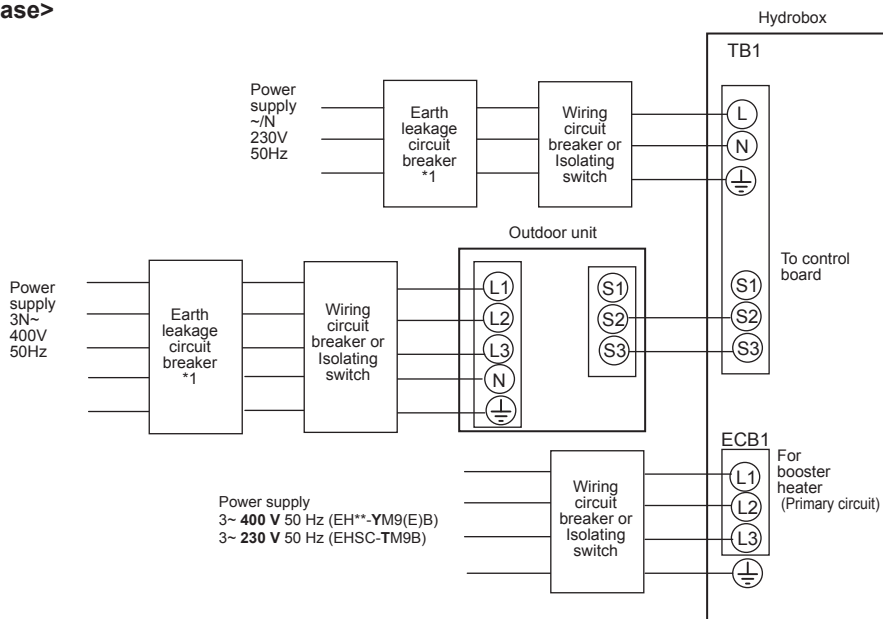 ase>
Hydrobox
TB1
Power
supply
~/N
230V
50Hz
Earth
leakage
circuit
breaker
*1
Wiring
circuit
breaker or
Isolating
switch
L
N
Outdoor unit
To control
board
Power
supply
3N~
400V
50Hz
Earth
leakage
circuit
breaker
*1
Wiring
circuit
breaker or
Isolating
switch
L1
L2
L3
N
S1
S2
S3
S1
S2
S3
ECB1
For
booster
heater
(Primary circuit)
Power supply
3~ 400 V 50 Hz (EH**-YM9(E)B)
3~ 230 V 50 Hz (EHSC-TM9B)
Wiring
circuit
breaker or
Isolating
switch
L1
L2
L3